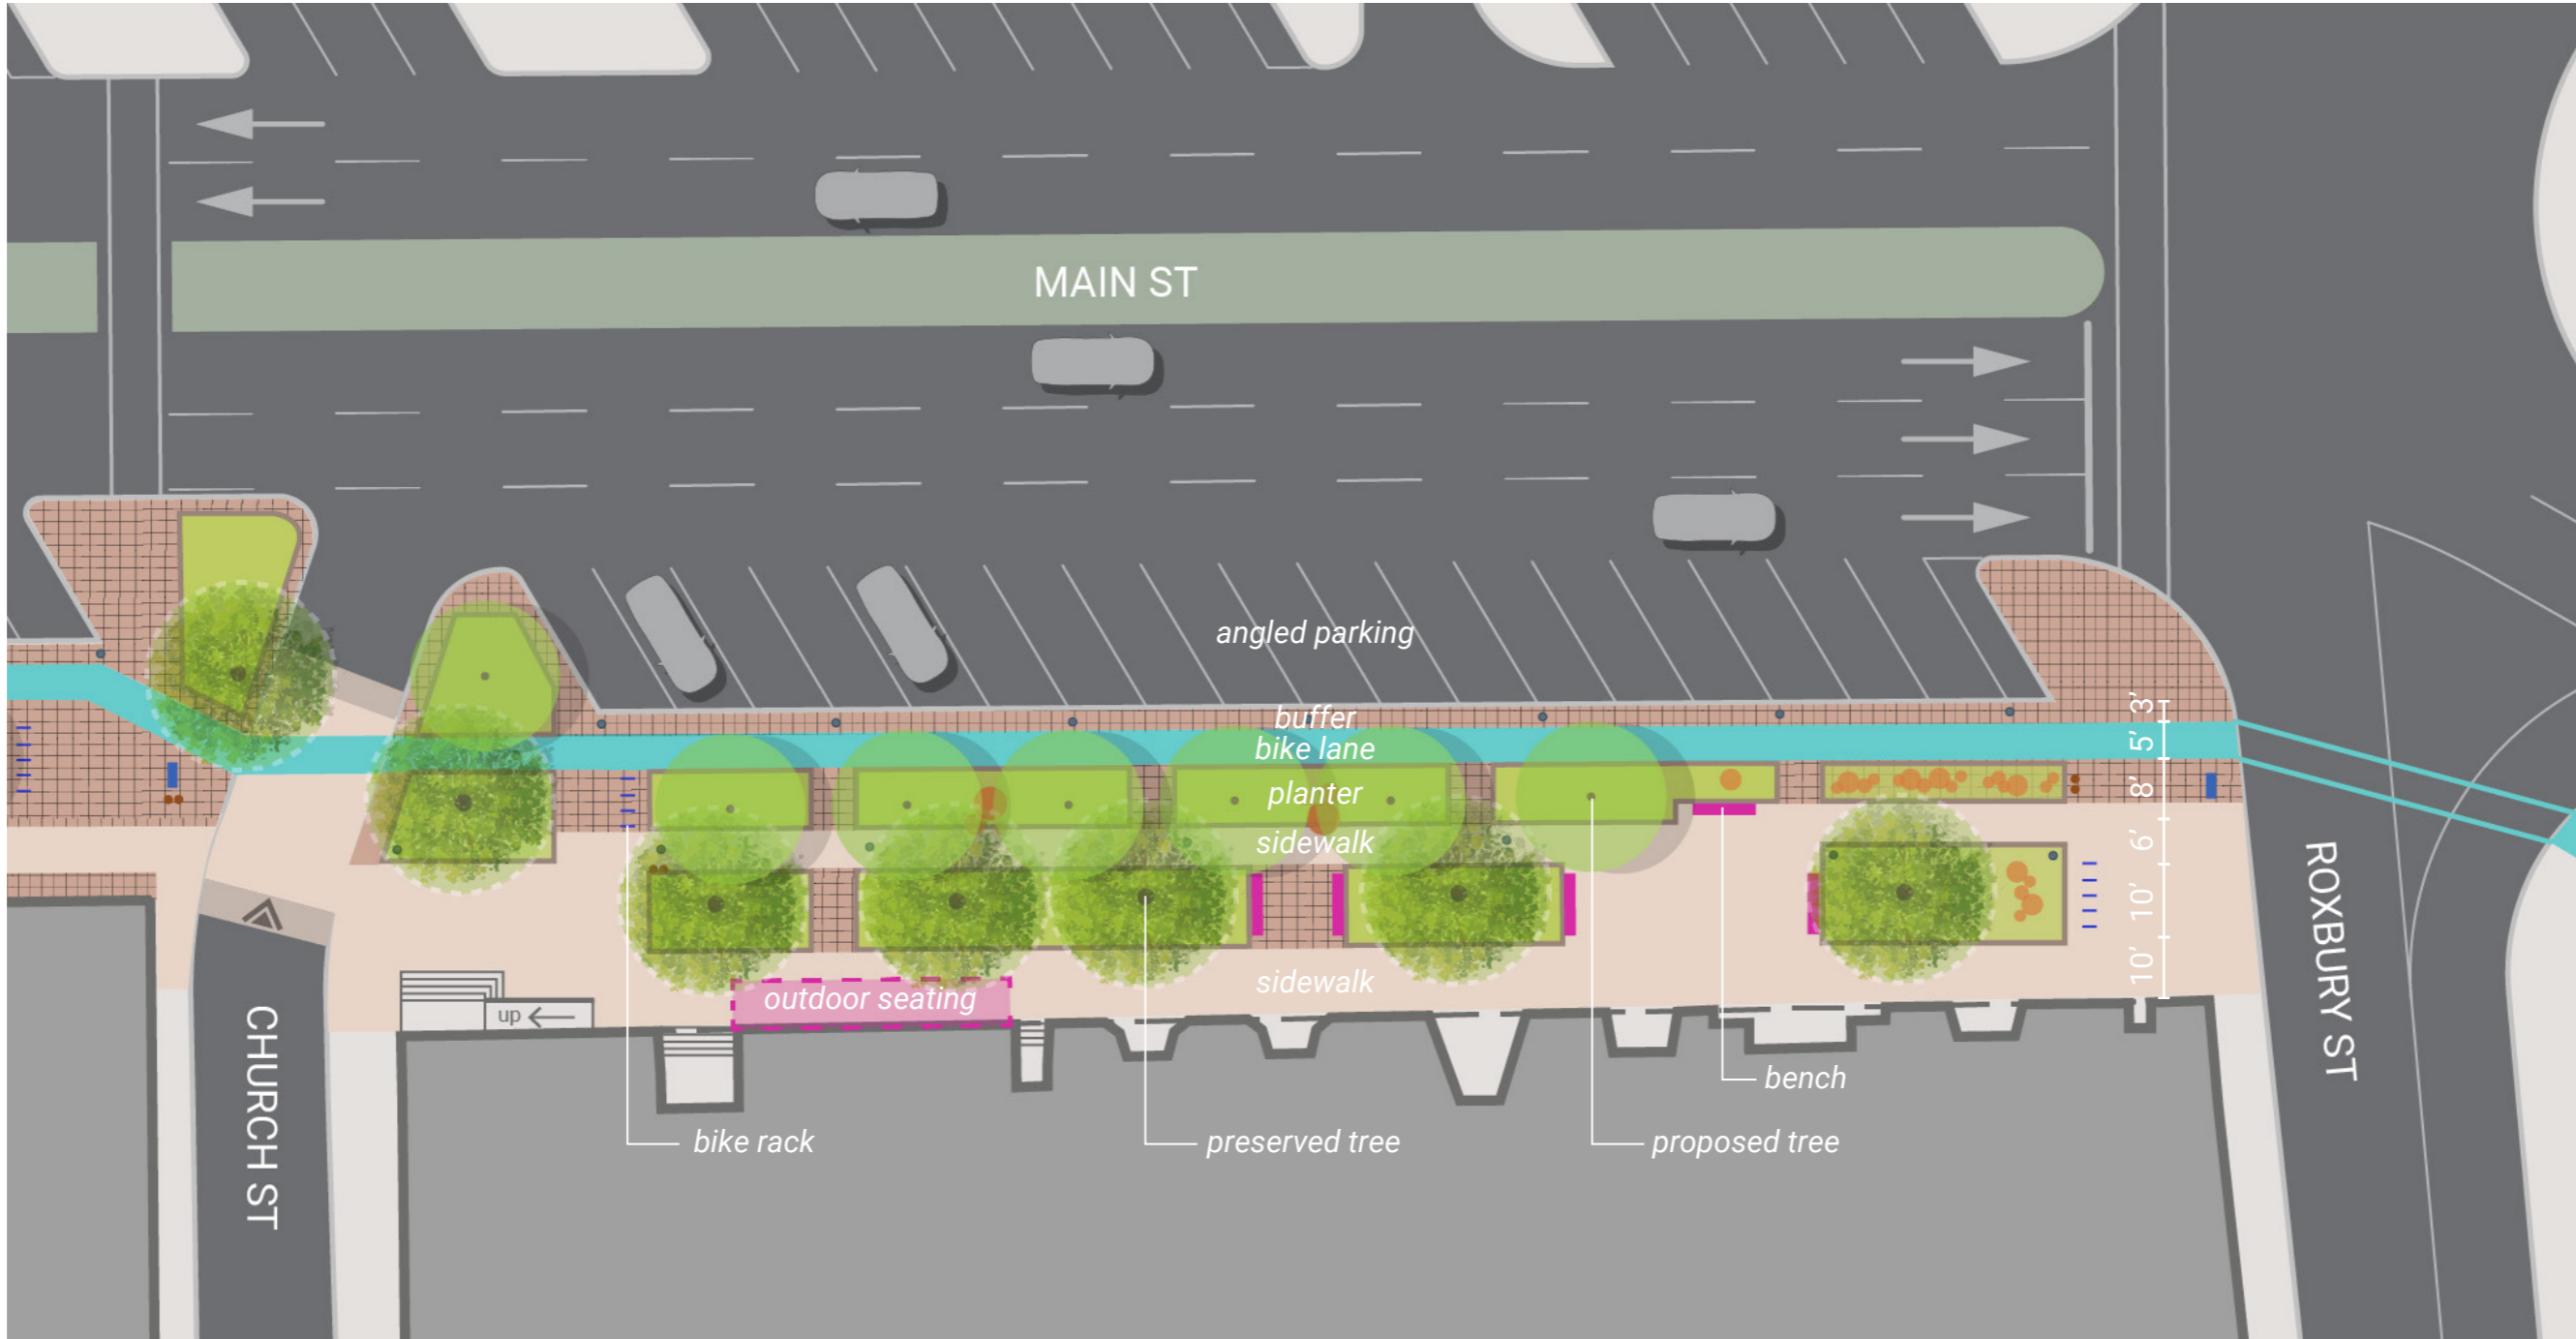 MAIN ST
angled parking
buffer
bike lane
planter
sidewalk
sidewalk
outdoor seating
3'
5'
8'
6'
10'
10'
up
bench
bike rack
preserved tree
proposed tree
CHURCH ST
ROXBURY ST